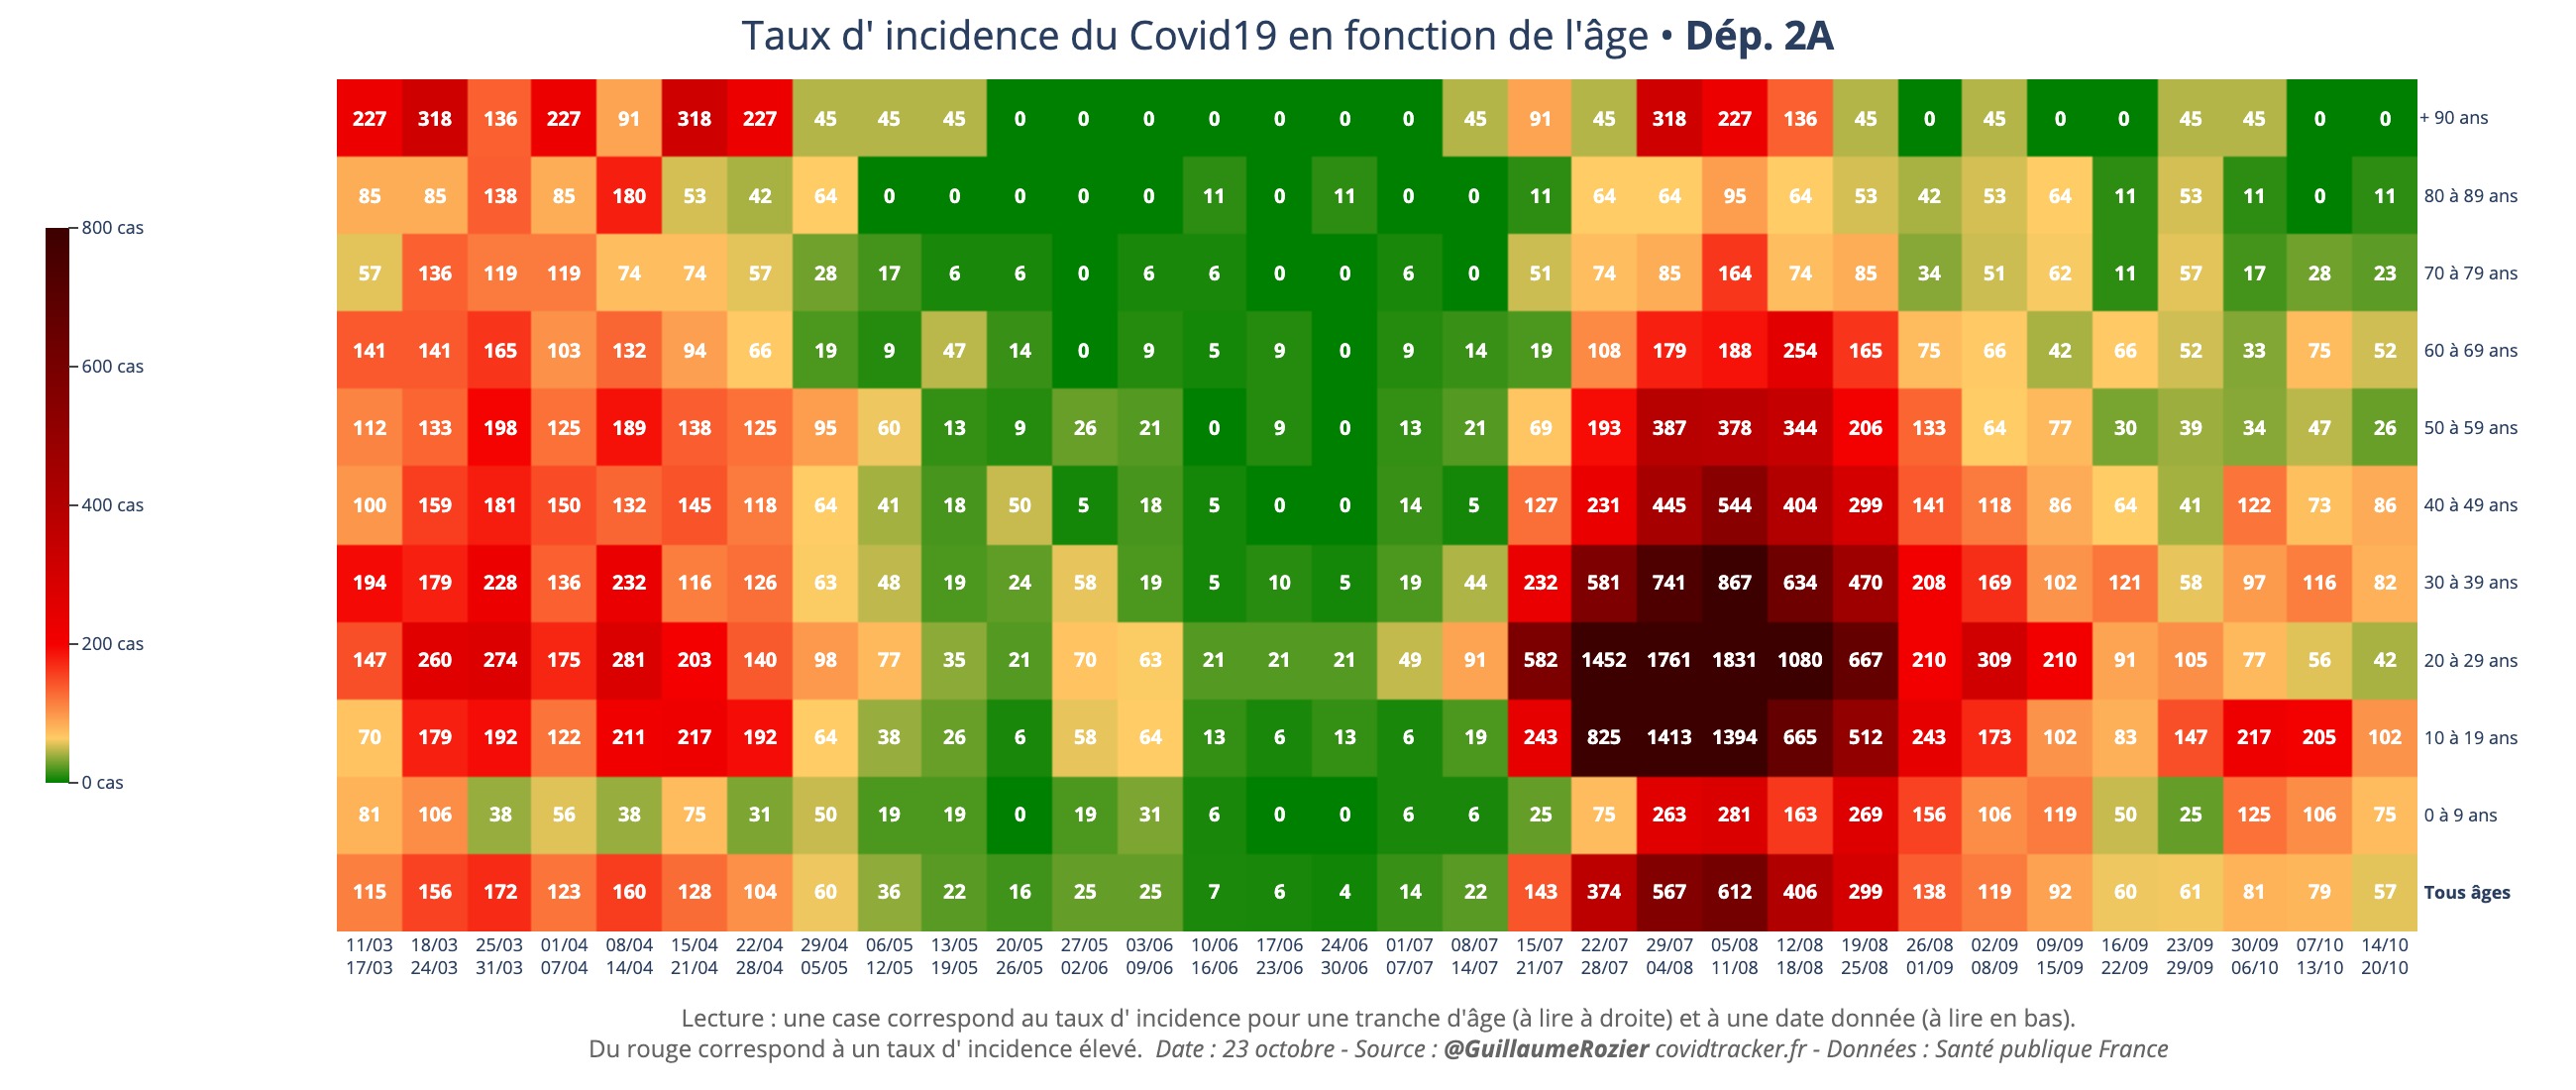 Taux d' incidence du Covid19 en fonction de l'âge • Dép. 2A
227 318 136 227 91 318 227 45 45 45 0 0 0 0 0 0 0 45 91 45 318 227 136 45 0 45 0 0 45 45 0 0 + 90 ans
85 85 138 85 180 53 42 64 0 0 0 0 0 11 0 11 0 0 11 64 64 95 64 53 42 53 64 11 53 11 0 11 80 à 89 ans
800 cas
57 136 119 119 74 74 57 28 17 6 6 0 6 6 0 0 6 0 51 74 85 164 74 85 34 51 62 11 57 17 28 23 70 à 79 ans
141 141 165 103 132 94 66 19 9 47 14 0 9 5 9 0 9 14 19 108 179 188 254 165 75 66 42 66 52 33 75 52 60 à 69 ans
600 cas
112 133 198 125 189 138 125 95 60 13 9 26 21 0 9 0 13 21 69 193 387 378 344 206 133 64 77 30 39 34 47 26 50 à 59 ans
400 cas
100 159 181 150 132 145 118 64 41 18 50 5 18 5 0 0 14 5 127 231 445 544 404 299 141 118 86 64 41 122 73 86 40 à 49 ans
194 179 228 136 232 116 126 63 48 19 24 58 19 5 10 5 19 44 232 581 741 867 634 470 208 169 102 121 58 97 116 82 30 à 39 ans
200 cas
147 260 274 175 281 203 140 98 77 35 21 70 63 21 21 21 49 91 582 1452 1761 1831 1080 667 210 309 210 91 105 77 56 42 20 à 29 ans
70 179 192 122 211 217 192 64 38 26 6 58 64 13 6 13 6 19 243 825 1413 1394 665 512 243 173 102 83 147 217 205 102 10 à 19 ans
0 cas
81 106 38 56 38 75 31 50 19 19 0 19 31 6 0 0 6 6 25 75 263 281 163 269 156 106 119 50 25 125 106 75 0 à 9 ans
115 156 172 123 160 128 104 60 36 22 16 25 25 7 6 4 14 22 143 374 567 612 406 299 138 119 92 60 61 81 79 57 Tous âges
11/03 18/03 25/03 01/04 08/04 15/04 22/04 29/04 06/05 13/05 20/05 27/05 03/06 10/06 17/06 24/06 01/07 08/07 15/07 22/07 29/07 05/08 12/08 19/08 26/08 02/09 09/09 16/09 23/09 30/09 07/10 14/10
17/03 24/03 31/03 07/04 14/04 21/04 28/04 05/05 12/05 19/05 26/05 02/06 09/06 16/06 23/06 30/06 07/07 14/07 21/07 28/07 04/08 11/08 18/08 25/08 01/09 08/09 15/09 22/09 29/09 06/10 13/10 20/10
Lecture : une case correspond au taux d' incidence pour une tranche d'âge (à lire à droite) et à une date donnée (à lire en bas).
Du rouge correspond à un taux d' incidence élevé. Date : 23 octobre - Source : @GuillaumeRozier covidtracker.fr - Données : Santé publique France